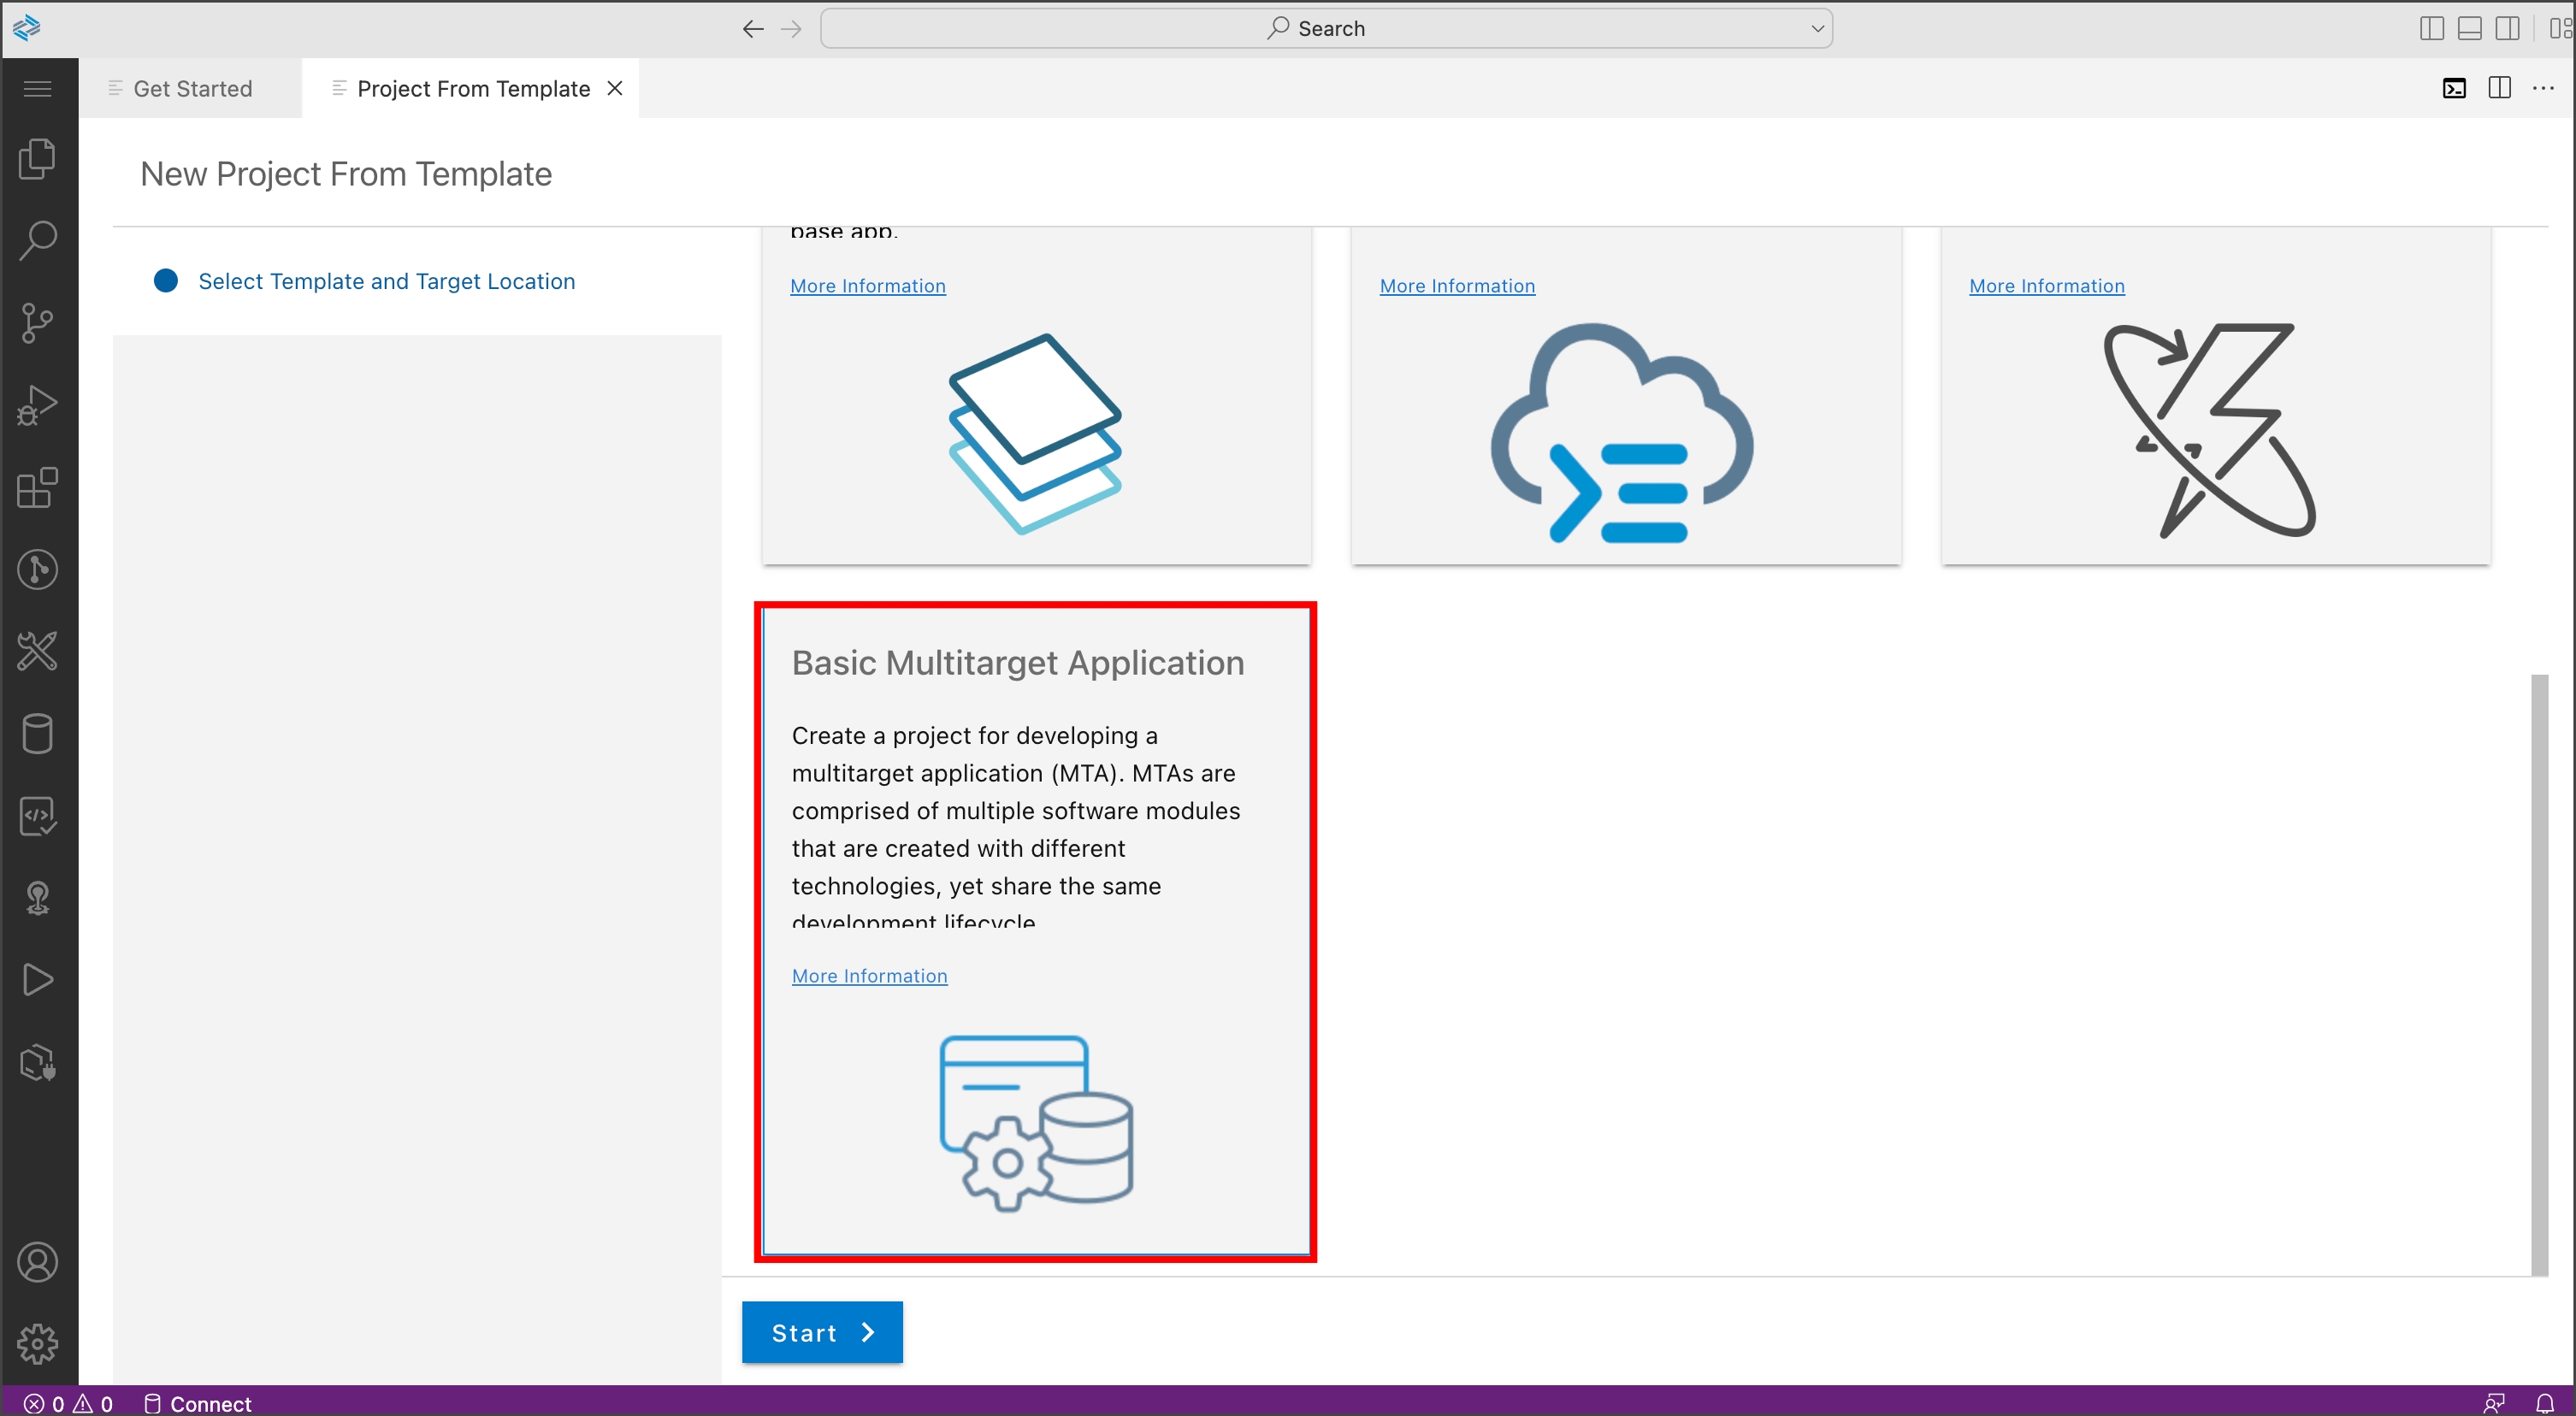 Search
Get Started
Project From Template
New Project From Template
Select Template and Target Location
base app.
More Information
More Information
More Information
Basic Multitarget Application
Create a project for developing a
multitarget application (MTA). MTAs are
comprised of multiple software modules
that are created with different
technologies, yet share the same
development lifecycle
More Information
Start
0 0 Connect